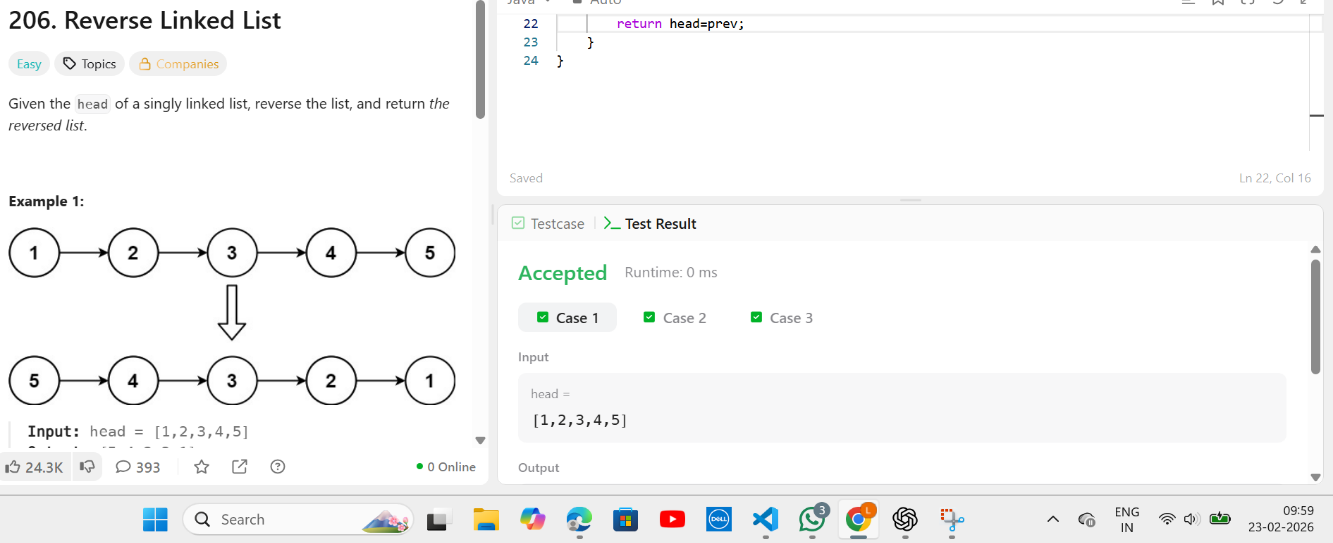 206. Reverse Linked List
Easy
Topics
Companies
Given the head of a singly linked list, reverse the list, and return the
reversed list.
Example 1:
1 2 3 4 5
5 4 3 2 1
Input: head = [1,2,3,4,5]
24.3K
393
0 Online
Java
Auto
22 return head=prev;
23 }
24 }
Saved
Ln 22, Col 16
Testcase
Test Result
Accepted
Runtime: 0 ms
Case 1
Case 2
Case 3
Input
head =
[1,2,3,4,5]
Output
Search
DELL
3
L
ENG
IN
09:59
23-02-2026